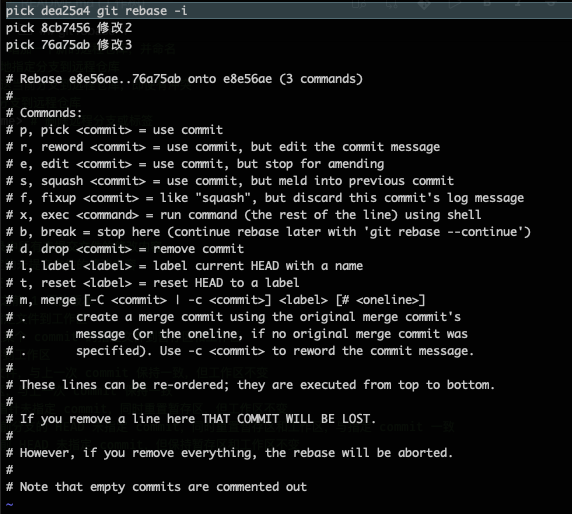 pick dea25a4 git rebase -i
pick 8cb7456 修改2
pick 76a75ab 修改3
# Rebase e8e56ae..76a75ab onto e8e56ae (3 commands)
#
# Commands:
# p, pick <commit> = use commit
# r, reword <commit> = use commit, but edit the commit message
# e, edit <commit> = use commit, but stop for amending
# s, squash <commit> = use commit, but meld into previous commit
# f, fixup <commit> = like "squash", but discard this commit's log message
# x, exec <command> = run command (the rest of the line) using shell
# b, break = stop here (continue rebase later with 'git rebase --continue')
# d, drop <commit> = remove commit
# l, label <label> = label current HEAD with a name
# t, reset <label> = reset HEAD to a label
# m, merge [-C <commit> | -c <commit>] <label> [# <oneline>]
# .       create a merge commit using the original merge commit's
# .       message (or the oneline, if no original merge commit was
# .       specified). Use -c <commit> to reword the commit message.
#
# These lines can be re-ordered; they are executed from top to bottom.
#
# If you remove a line here THAT COMMIT WILL BE LOST.
#
# However, if you remove everything, the rebase will be aborted.
#
# Note that empty commits are commented out
~